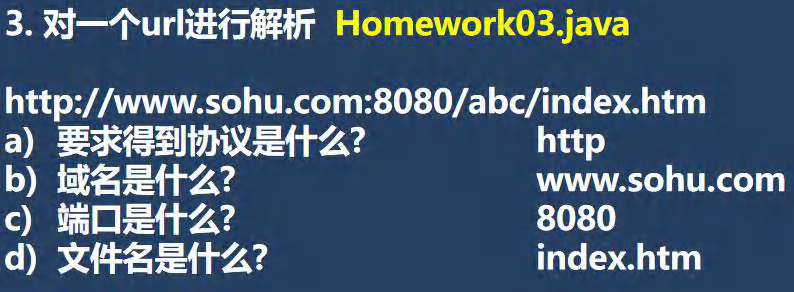 3. 对一个url进行解析 Homework03.java
http://www.sohu.com:8080/abc/index.htm
a) 要求得到协议是什么? http
b) 域名是什么? www.sohu.com
c) 端口是什么? 8080
d) 文件名是什么? index.htm